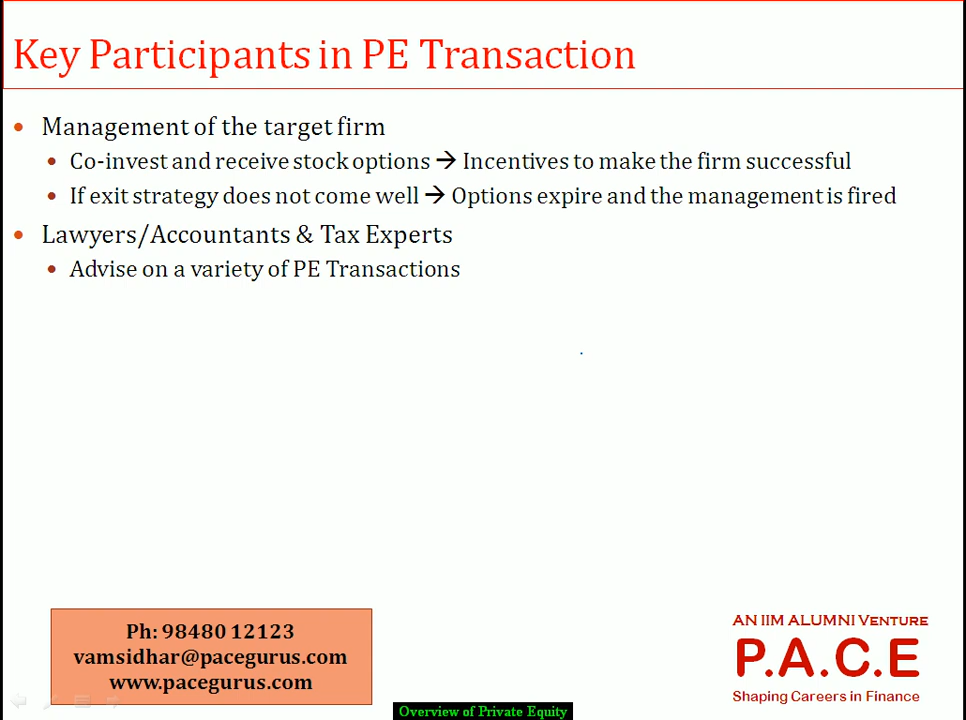 Key Participants in PE Transaction
• Management of the target firm
• Co-invest and receive stock options → Incentives to make the firm successful
• If exit strategy does not come well → Options expire and the management is fired
• Lawyers/Accountants & Tax Experts
• Advise on a variety of PE Transactions
Ph: 98480 12123
vamsidhar@pacegurus.com
www.pacegurus.com
AN IIM ALUMNI VENTURE
P.A.C.E
Shaping Careers in Finance
Overview of Private Equity